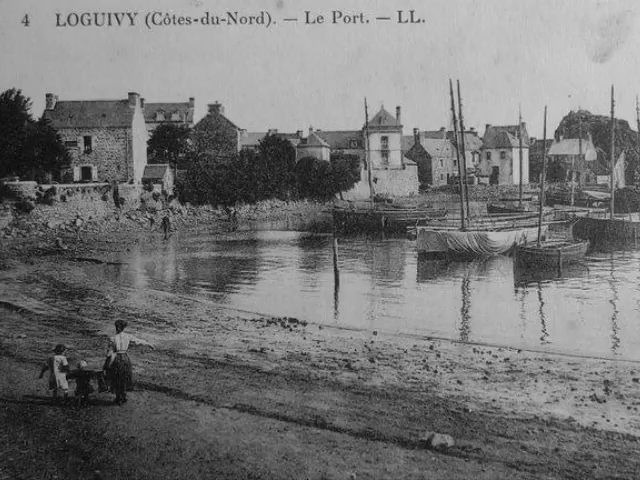 4 LOGUIVY (Côtes-du-Nord). — Le Port. — LL.